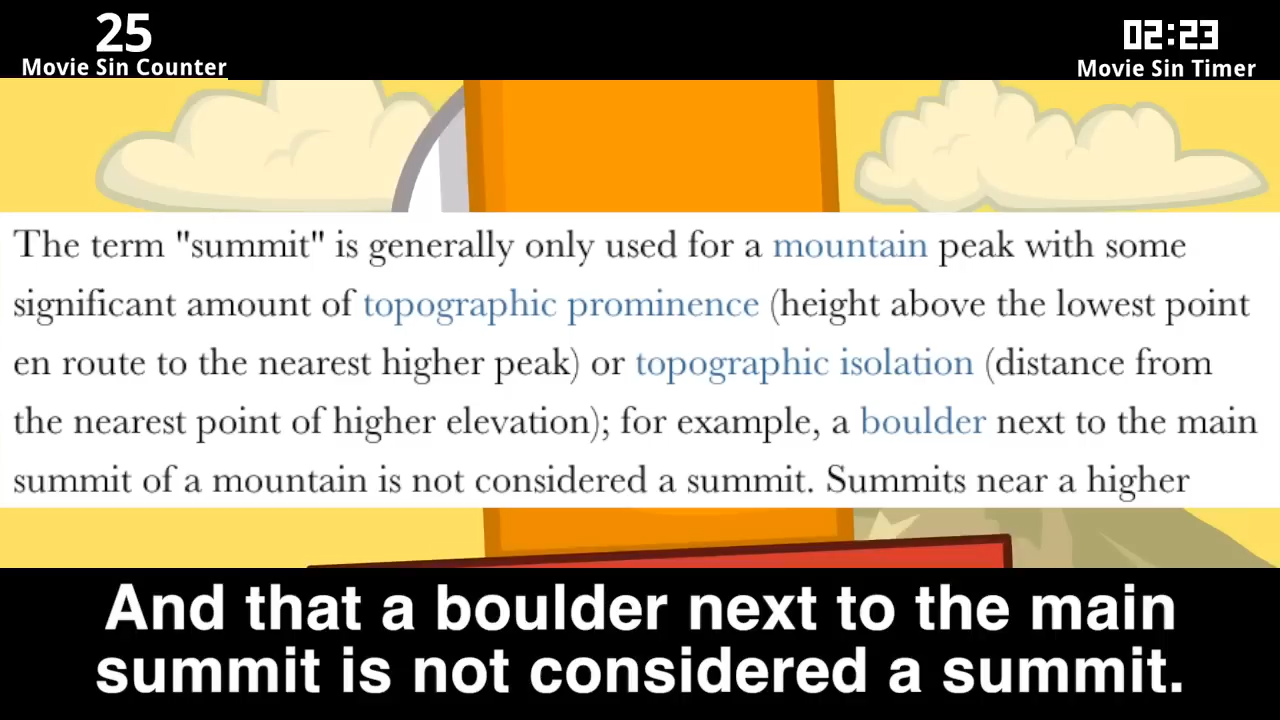 25
Movie Sin Counter
02:23
Movie Sin Timer
The term "summit" is generally only used for a mountain peak with some
significant amount of topographic prominence (height above the lowest point
en route to the nearest higher peak) or topographic isolation (distance from
the nearest point of higher elevation); for example, a boulder next to the main
summit of a mountain is not considered a summit. Summits near a higher
And that a boulder next to the main
summit is not considered a summit.